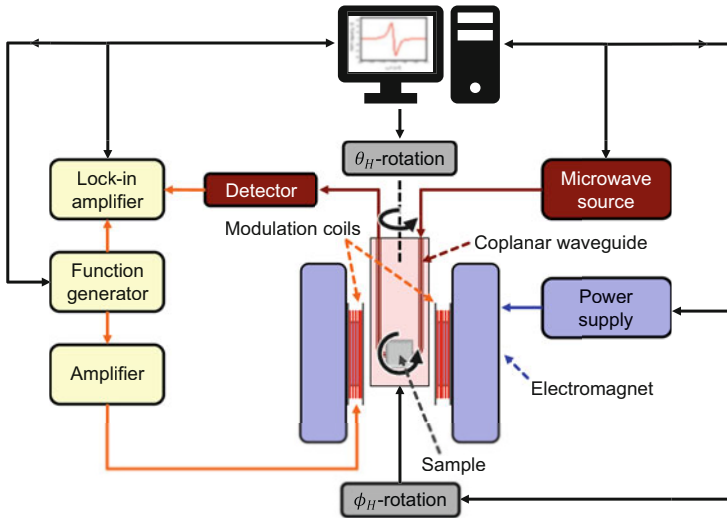 θH-rotation
Lock-in
amplifier
Detector
Microwave
source
Modulation coils
Coplanar waveguide
Function
generator
Power
supply
Amplifier
Electromagnet
Sample
ϕH-rotation